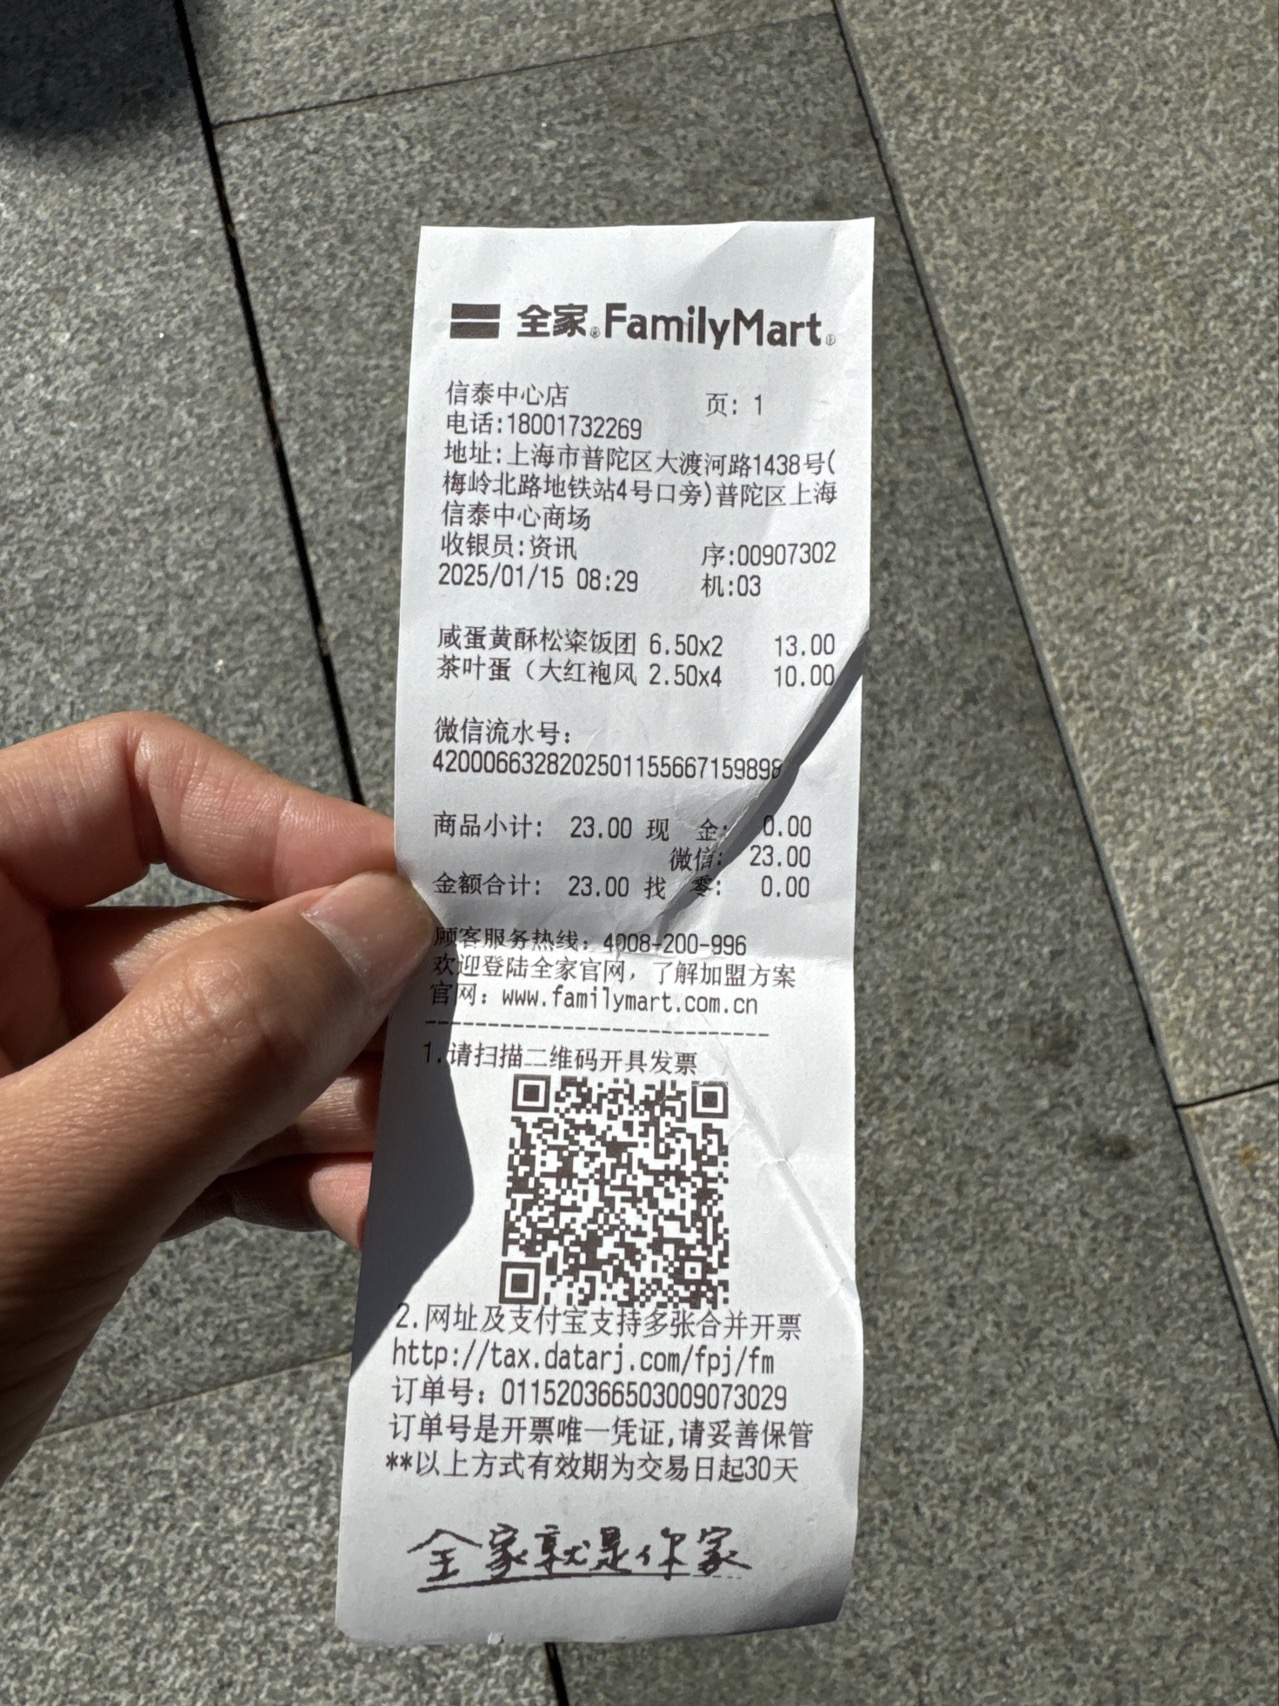 全家® FamilyMart®
信泰中心店 页: 1
电话:18001732269
地址:上海市普陀区大渡河路1438号(
梅岭北路地铁站4号口旁)普陀区上海
信泰中心商场
收银员:资讯 序:00907302
2025/01/15 08:29 机:03
咸蛋黄酥松粢饭团 6.50x2 13.00
茶叶蛋（大红袍风 2.50x4 10.00
微信流水号:
4200066328202501155667159898
商品小计: 23.00 现 金: 0.00
微信: 23.00
金额合计: 23.00 找 零: 0.00
顾客服务热线: 4008-200-996
欢迎登陆全家官网, 了解加盟方案
官网: www.familymart.com.cn
----------------------------
1.请扫描二维码开具发票
2.网址及支付宝支持多张合并开票
http://tax.datarj.com/fpj/fm
订单号: 011520366503009073029
订单号是开票唯一凭证,请妥善保管
**以上方式有效期为交易日起30天
全家就是你家